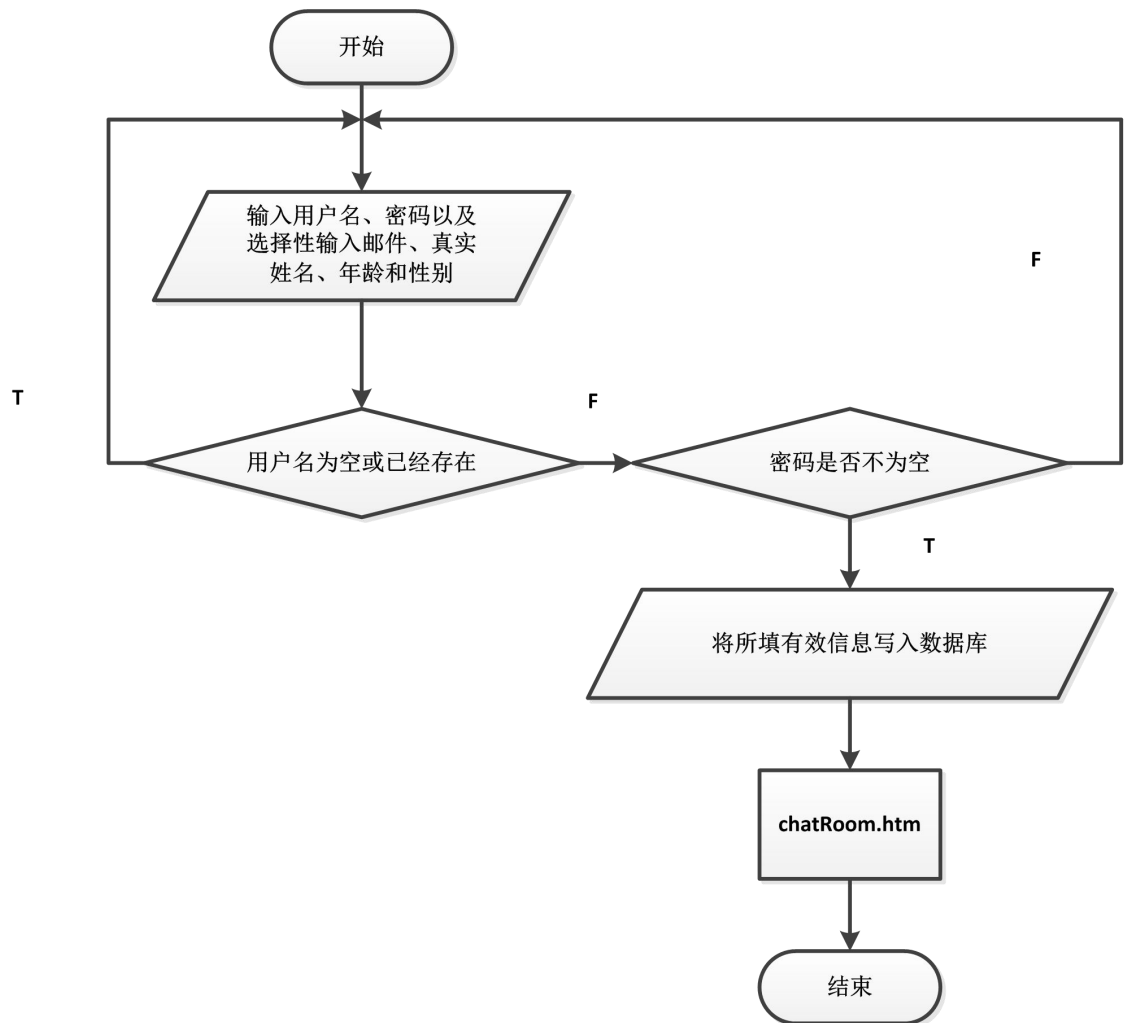 开始
输入用户名、密码以及
选择性输入邮件、真实
姓名、年龄和性别
F
T
F
用户名为空或已经存在
密码是否不为空
T
将所填有效信息写入数据库
chatRoom.htm
结束